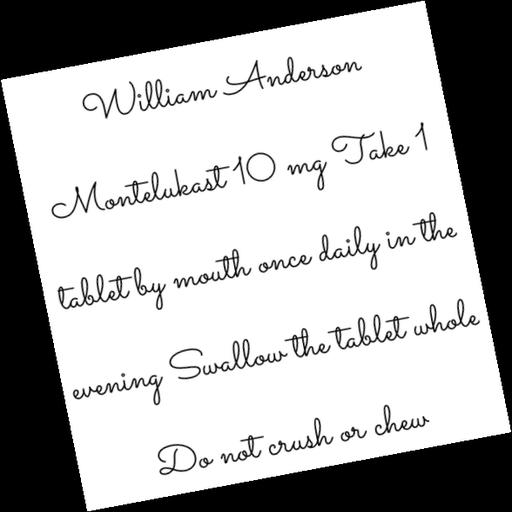 William Anderson
Montelukast 10 mg Take 1
tablet by mouth once daily in the
evening Swallow the tablet whole
Do not crush or chew